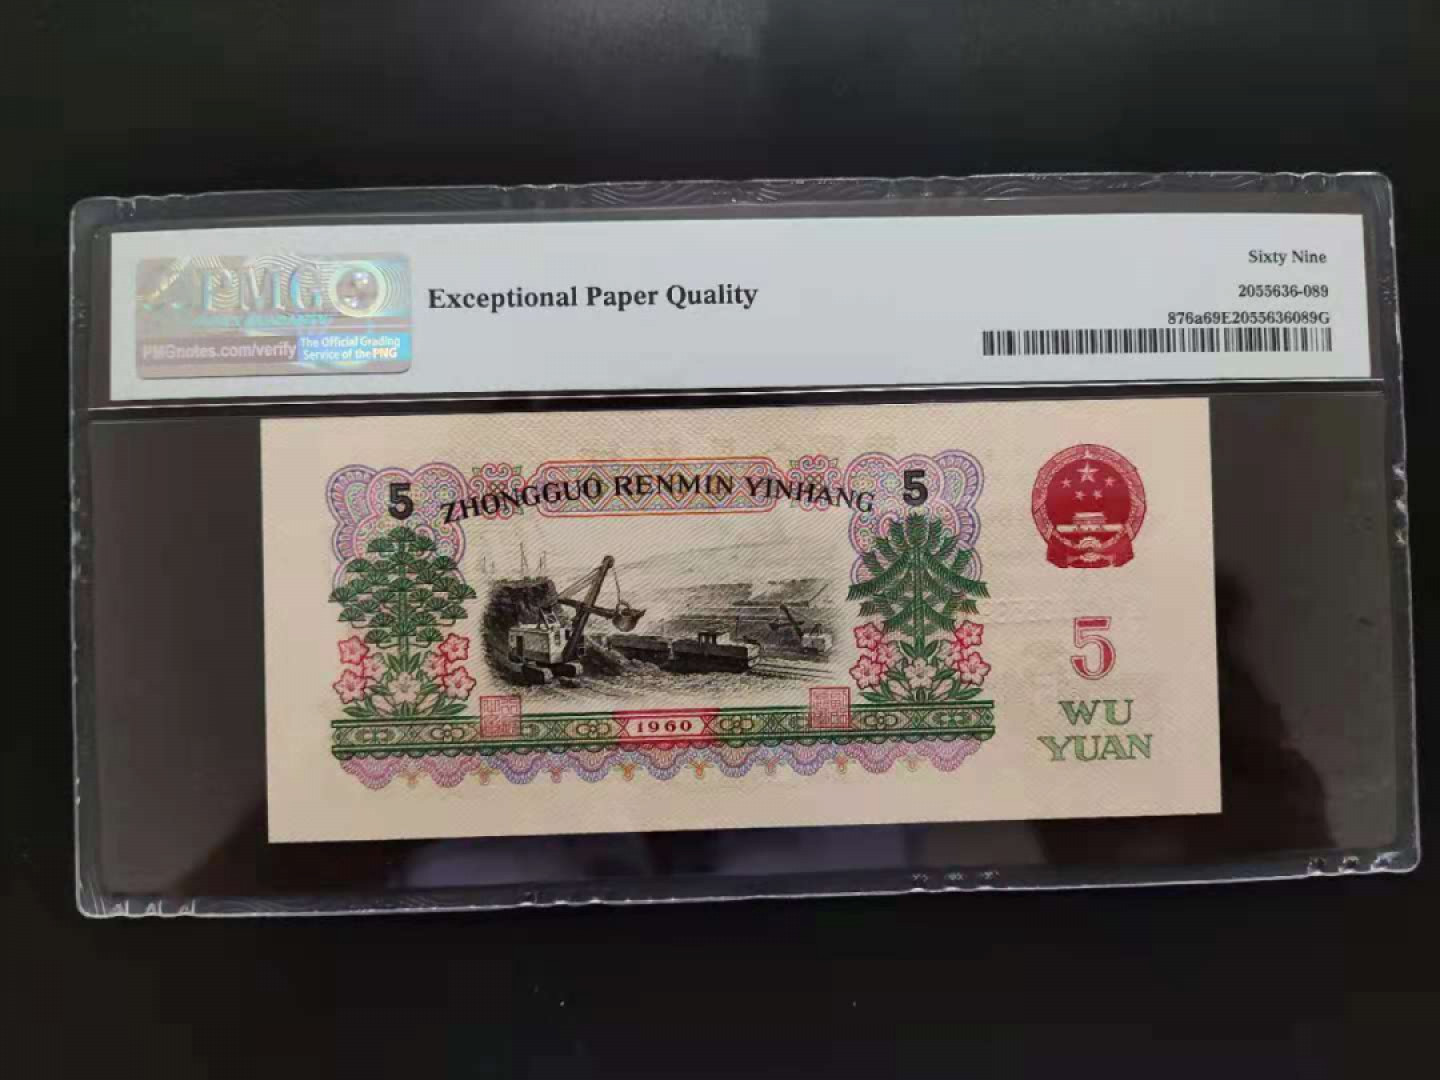 PMG
PMGnotes.com/verify
The Official Grading
Service of the PNG
Exceptional Paper Quality
Sixty Nine
2055636-089
876a69E2055636089G
5
ZHONGGUO RENMIN YINHANG
5
1960
5
WU
YUAN